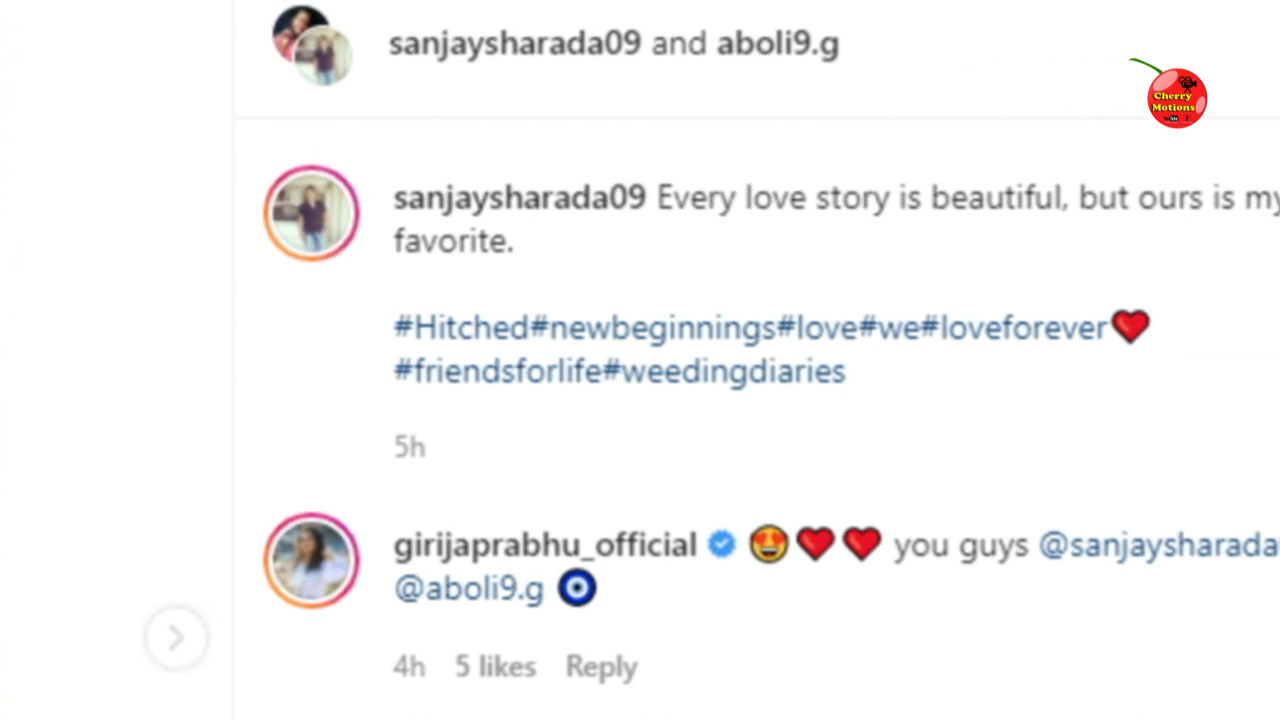 sanjaysharada09 and aboli9.g
Cherry
Motions
sanjaysharada09 Every love story is beautiful, but ours is my
favorite.
#Hitched#newbeginnings#love#we#loveforever❤️
#friendsforlife#weedingdiaries
5h
girijaprabhu_official 😍❤️❤️ you guys @sanjaysharada
@aboli9.g 🧿
4h 5 likes Reply